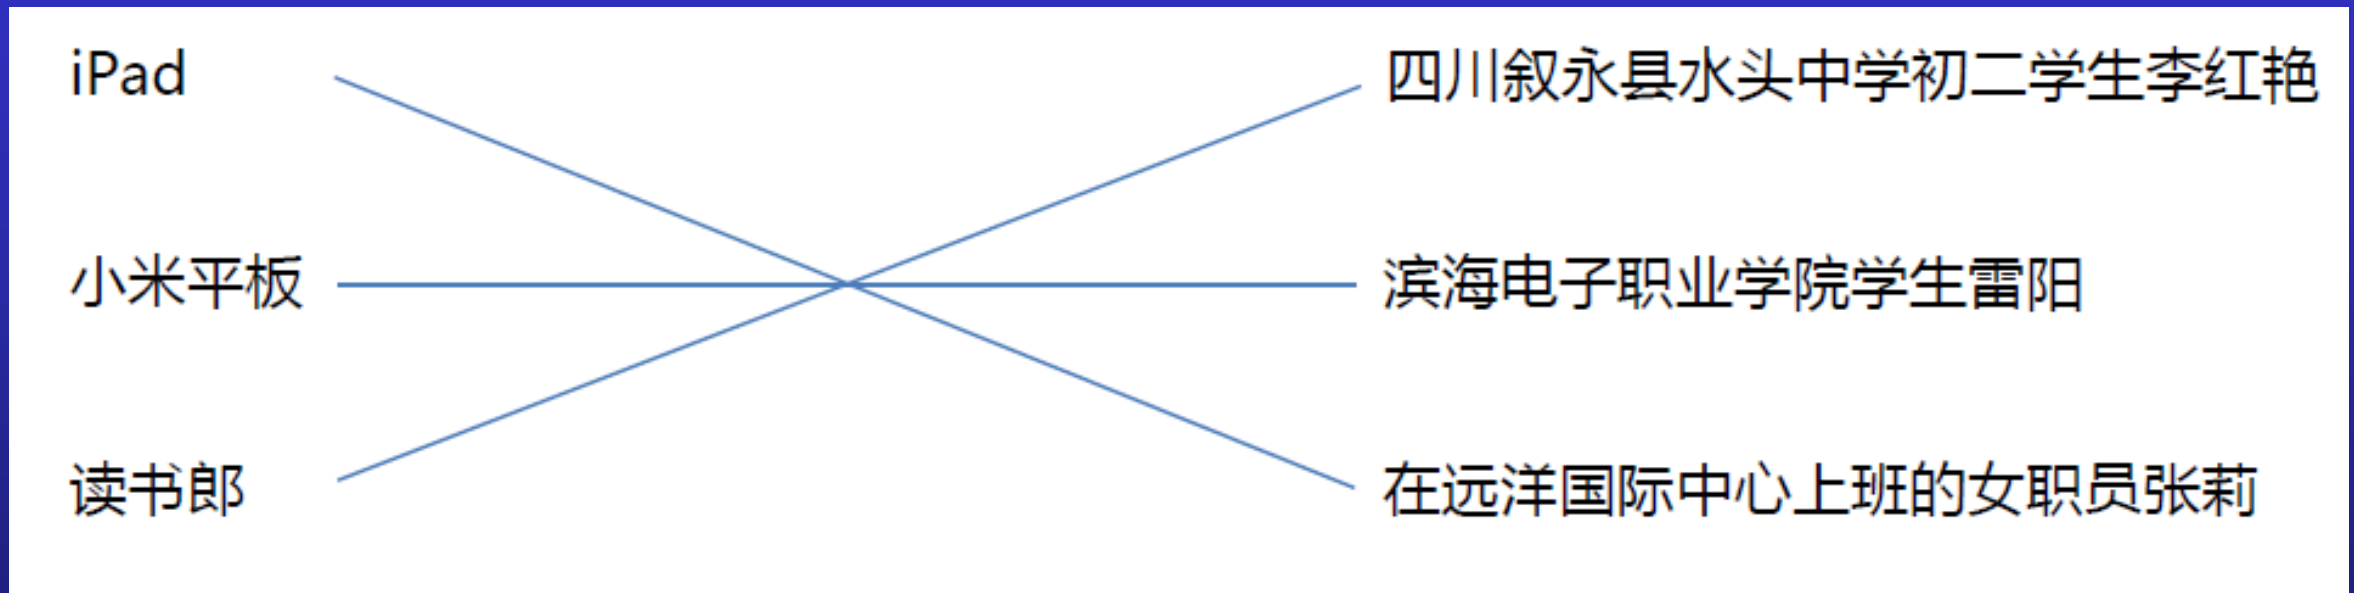 iPad
四川叙永县水头中学初二学生李红艳
小米平板
滨海电子职业学院学生雷阳
读书郎
在远洋国际中心上班的女职员张莉